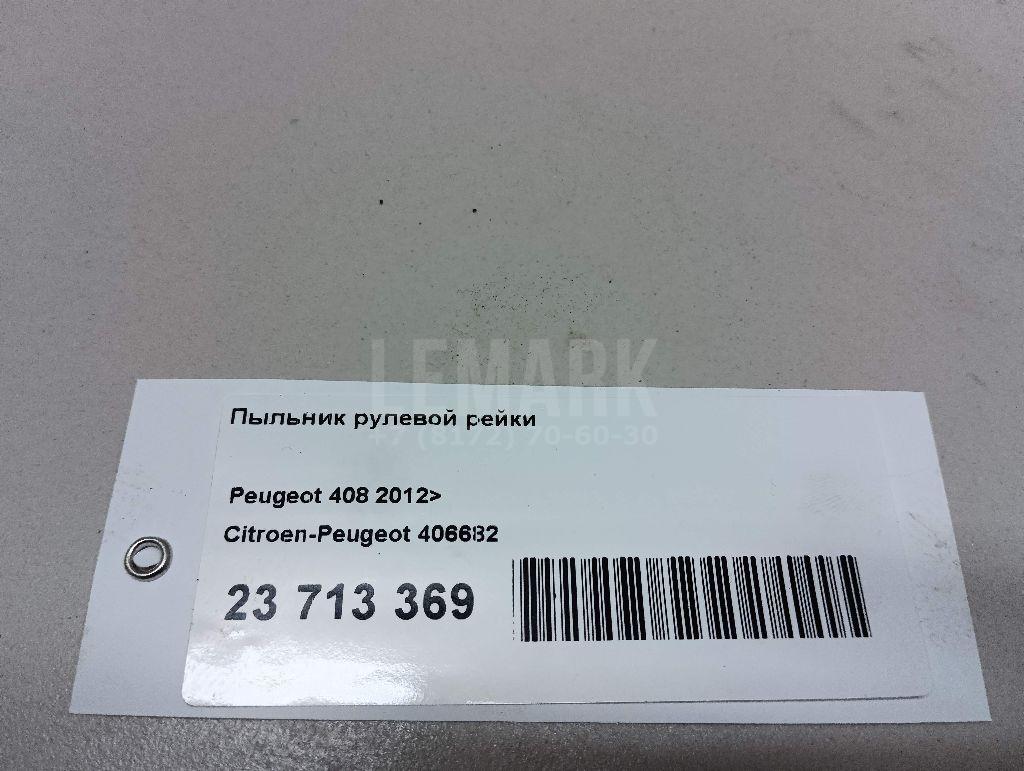 LEMARK
Пыльник рулевой рейки
+7 (8172) 70-60-30
Peugeot 408 2012>
Citroen-Peugeot 406682
23 713 369